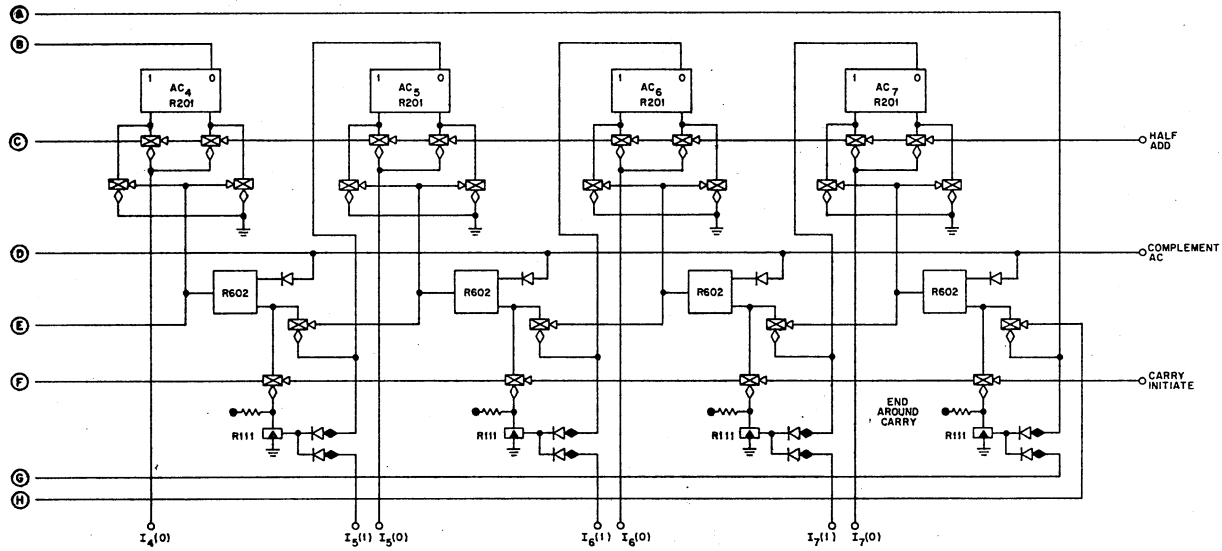 A
B
1 0
AC4
R201
1 0
AC5
R201
1 0
AC6
R201
1 0
AC7
R201
C
HALF
ADD
D
COMPLEMENT
AC
R602
R602
R602
R602
E
F
CARRY
INITIATE
END
AROUND
CARRY
R111
R111
R111
R111
G
H
I4(0)
I5(1)
I5(0)
I6(1)
I6(0)
I7(1)
I7(0)